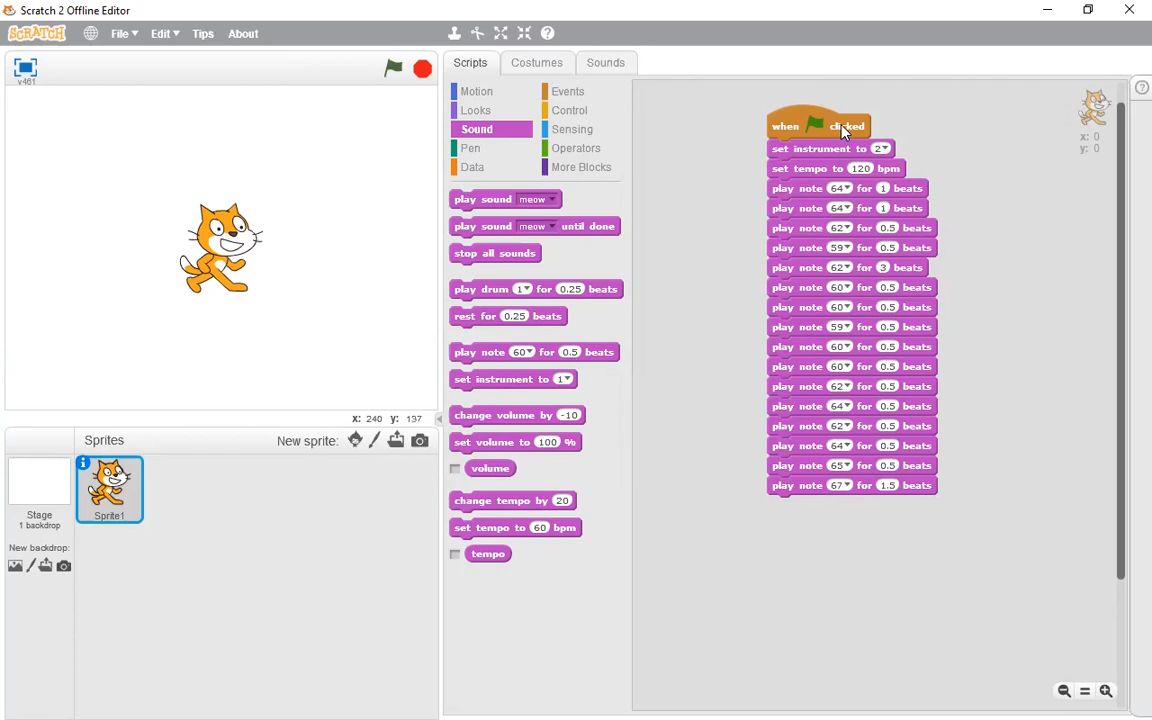 Scratch 2 Offline Editor
SCRATCH File Edit Tips About
v461
Scripts Costumes Sounds
Motion Events
Looks Control
Sound Sensing
Pen Operators
Data More Blocks
play sound meow
play sound meow until done
stop all sounds
play drum 1 for 0.25 beats
rest for 0.25 beats
play note 60 for 0.5 beats
set instrument to 1
change volume by -10
set volume to 100 %
volume
change tempo by 20
set tempo to 60 bpm
tempo
when clicked
set instrument to 2
set tempo to 120 bpm
play note 64 for 1 beats
play note 64 for 1 beats
play note 62 for 0.5 beats
play note 59 for 0.5 beats
play note 62 for 3 beats
play note 60 for 0.5 beats
play note 60 for 0.5 beats
play note 59 for 0.5 beats
play note 60 for 0.5 beats
play note 60 for 0.5 beats
play note 62 for 0.5 beats
play note 64 for 0.5 beats
play note 62 for 0.5 beats
play note 64 for 0.5 beats
play note 65 for 0.5 beats
play note 67 for 1.5 beats
x: 0
y: 0
x: 240 y: 137
Sprites New sprite:
Sprite1
Stage
1 backdrop
New backdrop: